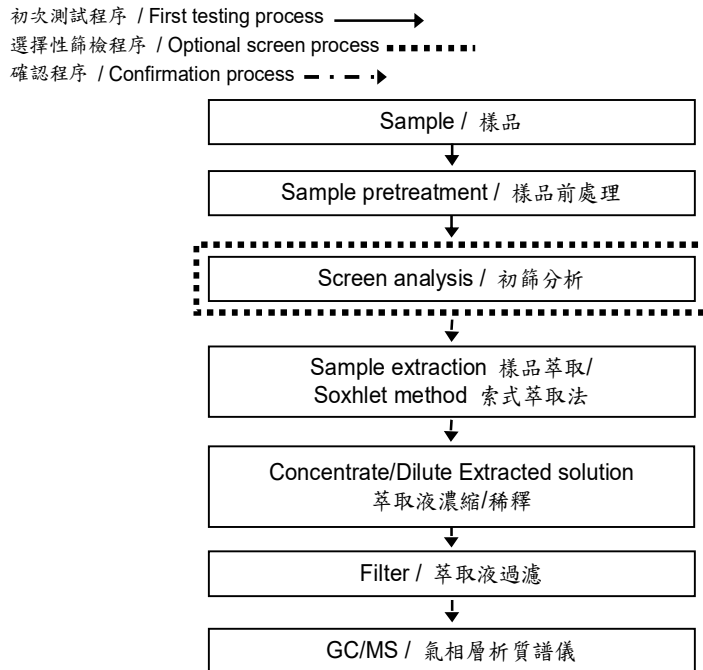 初次測試程序 / First testing process
選擇性篩檢程序 / Optional screen process
確認程序 / Confirmation process
Sample / 樣品
Sample pretreatment / 樣品前處理
Screen analysis / 初篩分析
Sample extraction 樣品萃取/
Soxhlet method 索式萃取法
Concentrate/Dilute Extracted solution
萃取液濃縮/稀釋
Filter / 萃取液過濾
GC/MS / 氣相層析質譜儀